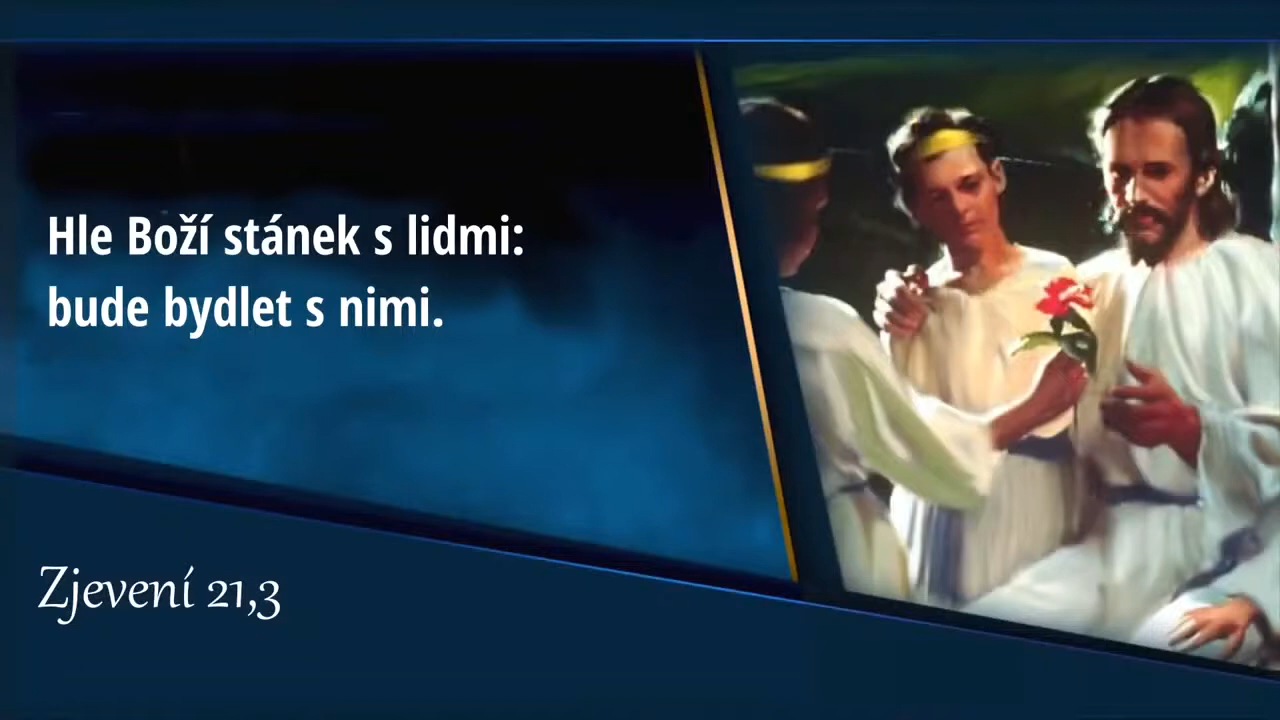 Hle Boží stánek s lidmi:
bude bydlet s nimi.
Zjevení 21,3